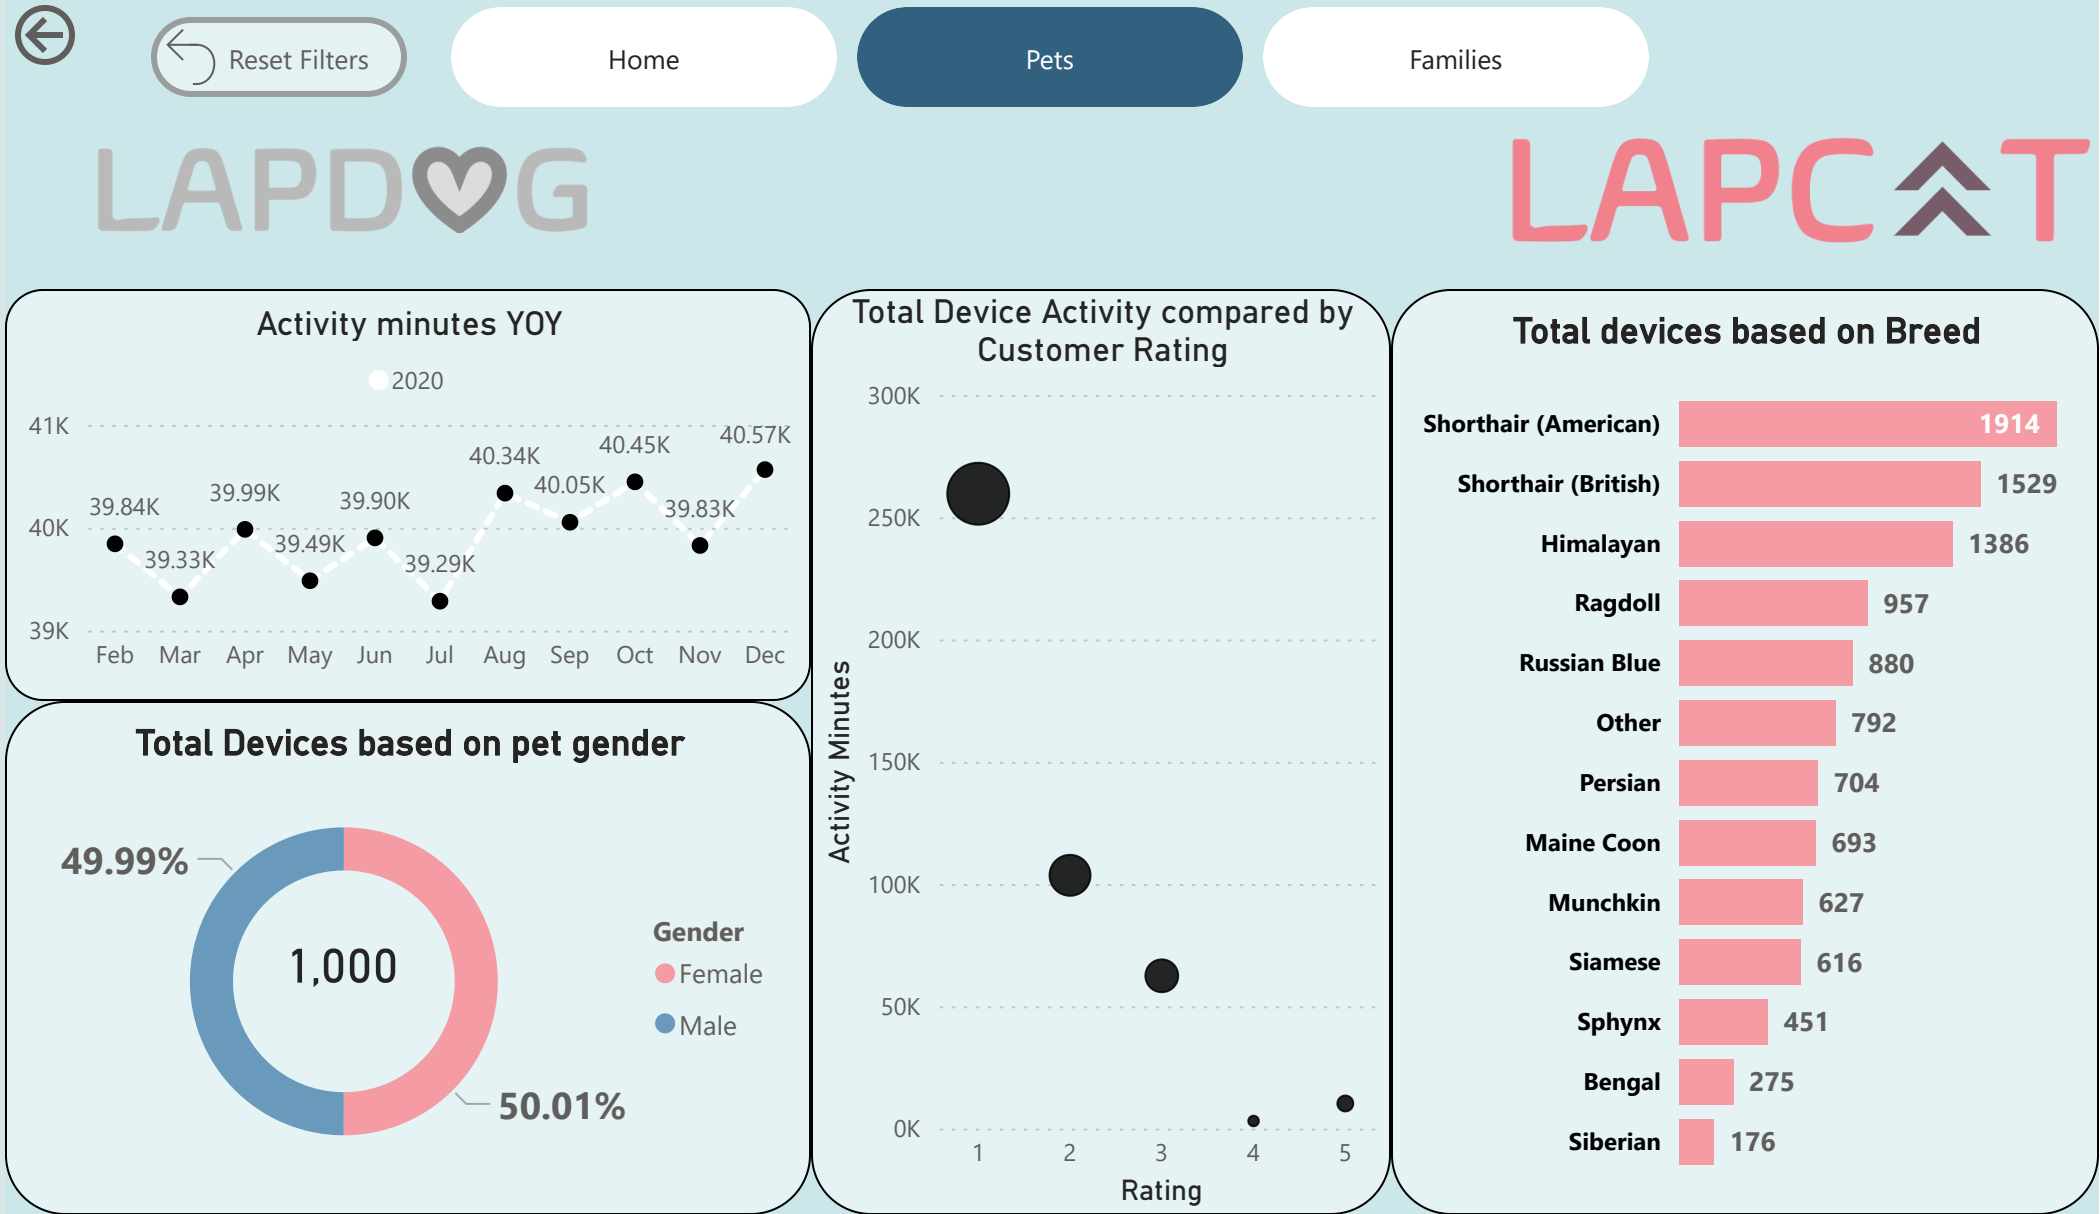 Reset Filters
Home
Pets
Families
LAPDOG
LAPCAT
Activity minutes YOY
2020
41K
40K
39K
39.84K
39.33K
39.99K
39.49K
39.90K
39.29K
40.34K
40.05K
40.45K
39.83K
40.57K
Feb Mar Apr May Jun Jul Aug Sep Oct Nov Dec
Total Devices based on pet gender
49.99%
1,000
50.01%
Gender
Female
Male
Total Device Activity compared by
Customer Rating
Activity Minutes
300K
250K
200K
150K
100K
50K
0K
1 2 3 4 5
Rating
Total devices based on Breed
Shorthair (American) 1914
Shorthair (British) 1529
Himalayan 1386
Ragdoll 957
Russian Blue 880
Other 792
Persian 704
Maine Coon 693
Munchkin 627
Siamese 616
Sphynx 451
Bengal 275
Siberian 176